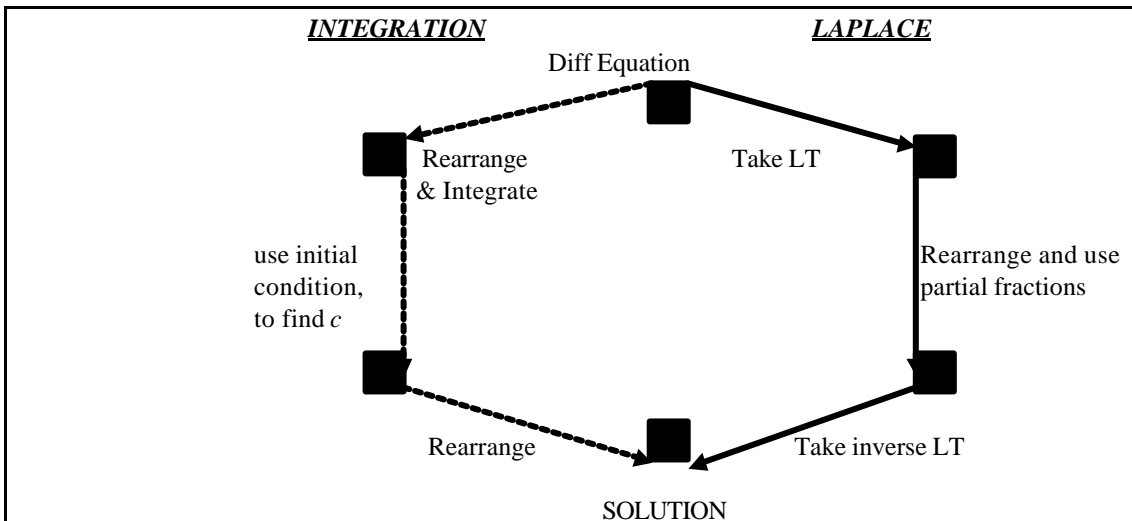 INTEGRATION
LAPLACE
Diff Equation
Rearrange
& Integrate
Take LT
use initial
condition,
to find c
Rearrange and use
partial fractions
Rearrange
Take inverse LT
SOLUTION